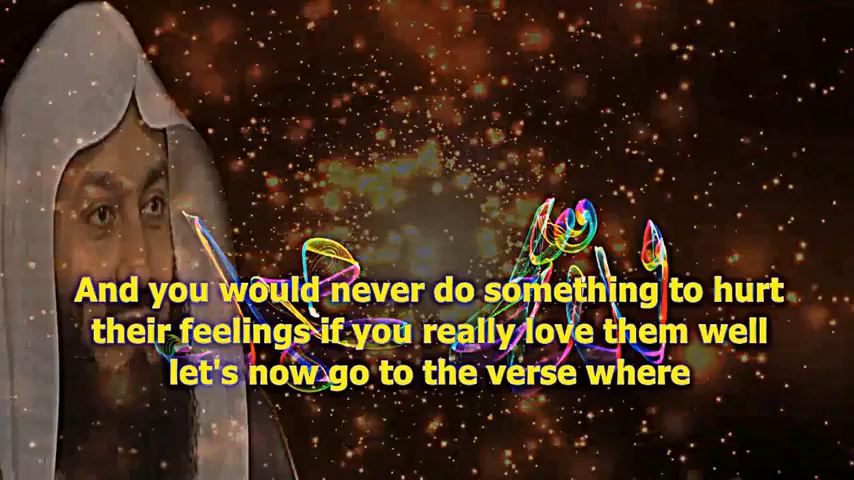 And you would never do something to hurt
their feelings if you really love them well
let's now go to the verse where